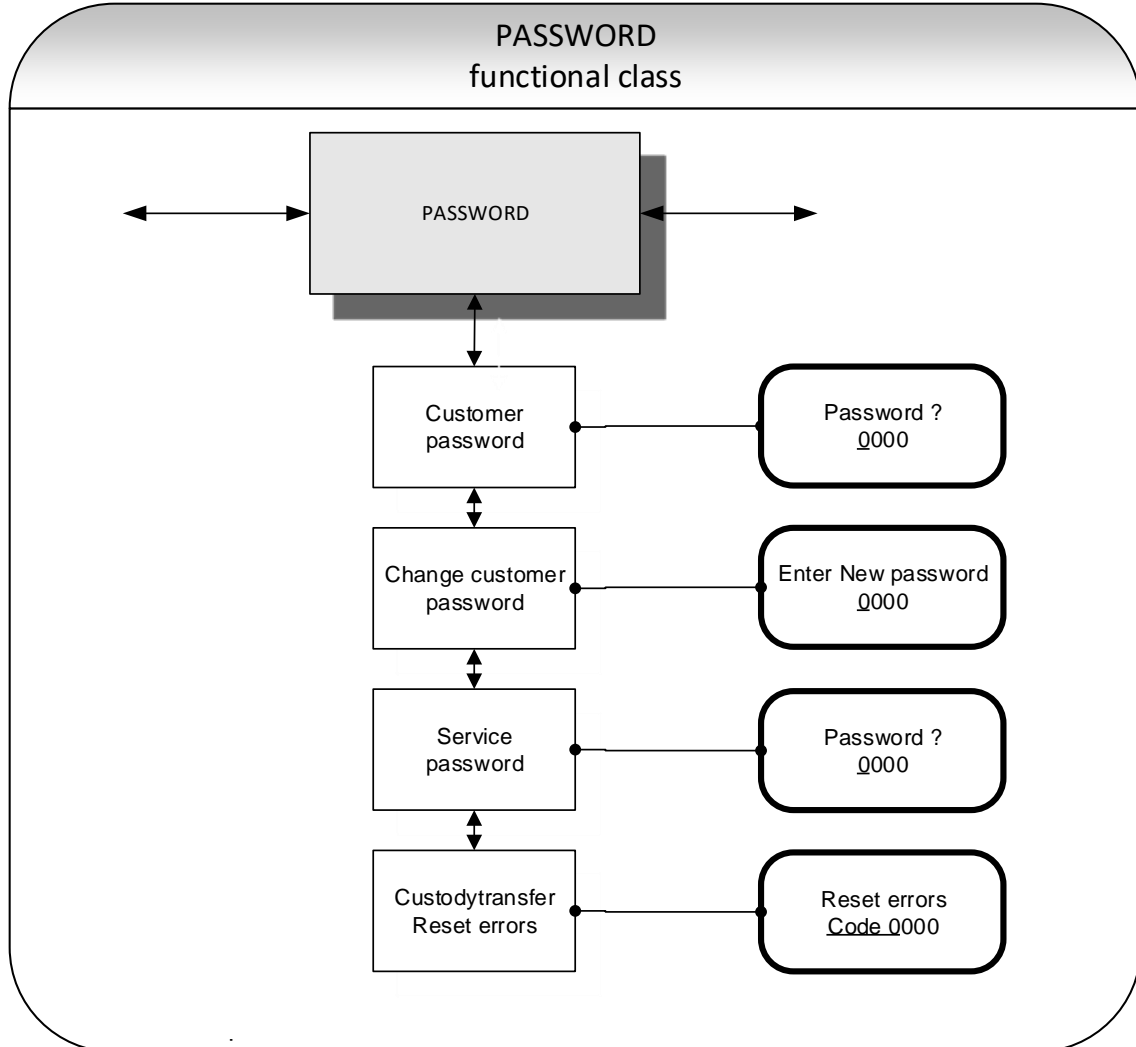 PASSWORD
functional class
PASSWORD
Customer
password
Password ?
0000
Change customer
password
Enter New password
0000
Service
password
Password ?
0000
Custodytransfer
Reset errors
Reset errors
Code 0000